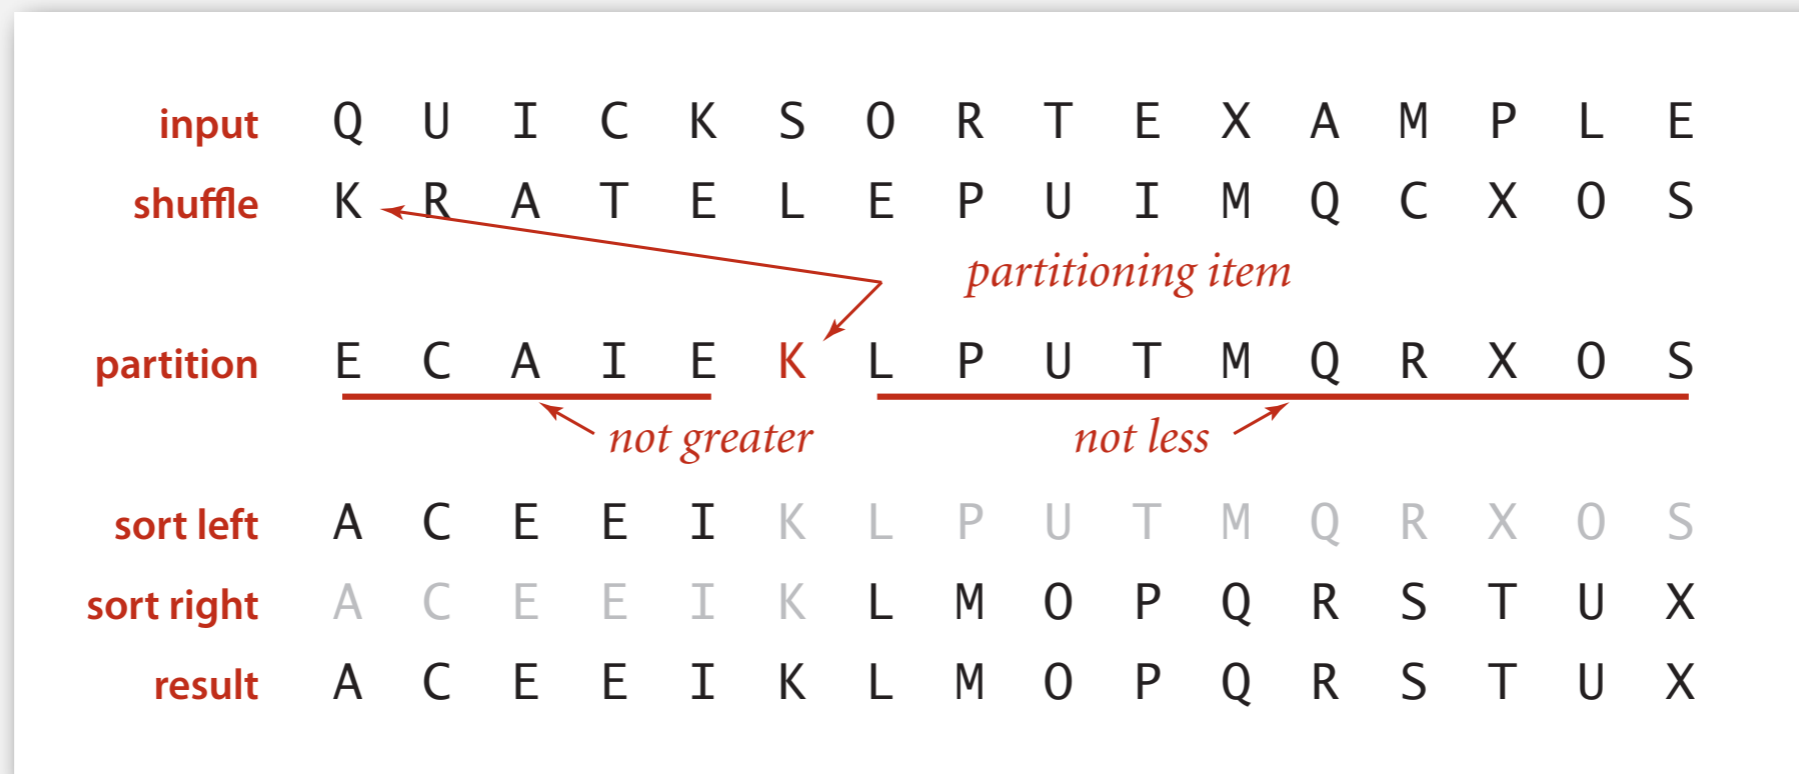 input Q U I C K S O R T E X A M P L E
shuffle K R A T E L E P U I M Q C X O S
partitioning item
partition E C A I E K L P U T M Q R X O S
not greater not less
sort left A C E E I K L P U T M Q R X O S
sort right A C E E I K L M O P Q R S T U X
result A C E E I K L M O P Q R S T U X